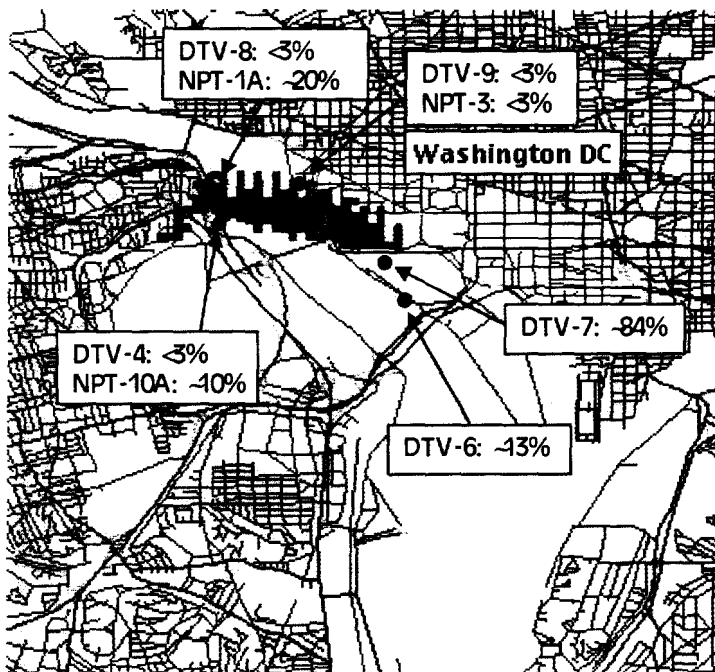 DTV-8: <3%
NPT-1A: ~20%
DTV-9: <3%
NPT-3: <3%
Washington DC
DTV-7: ~84%
DTV-4: <3%
NPT-10A: ~10%
DTV-6: ~13%